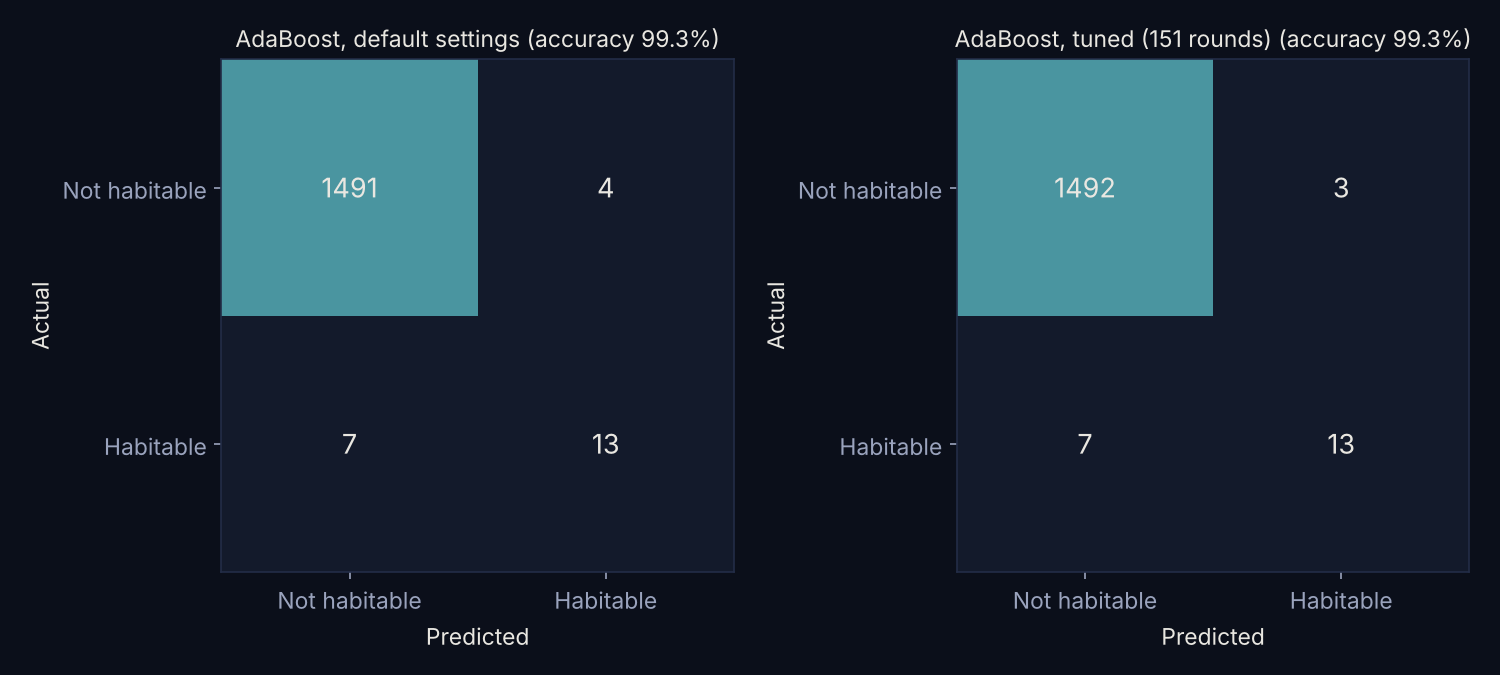 AdaBoost, default settings (accuracy 99.3%)
Not habitable
1491
4
Habitable
7
13
Actual
Not habitable
Habitable
Predicted
AdaBoost, tuned (151 rounds) (accuracy 99.3%)
Not habitable
1492
3
Habitable
7
13
Actual
Not habitable
Habitable
Predicted